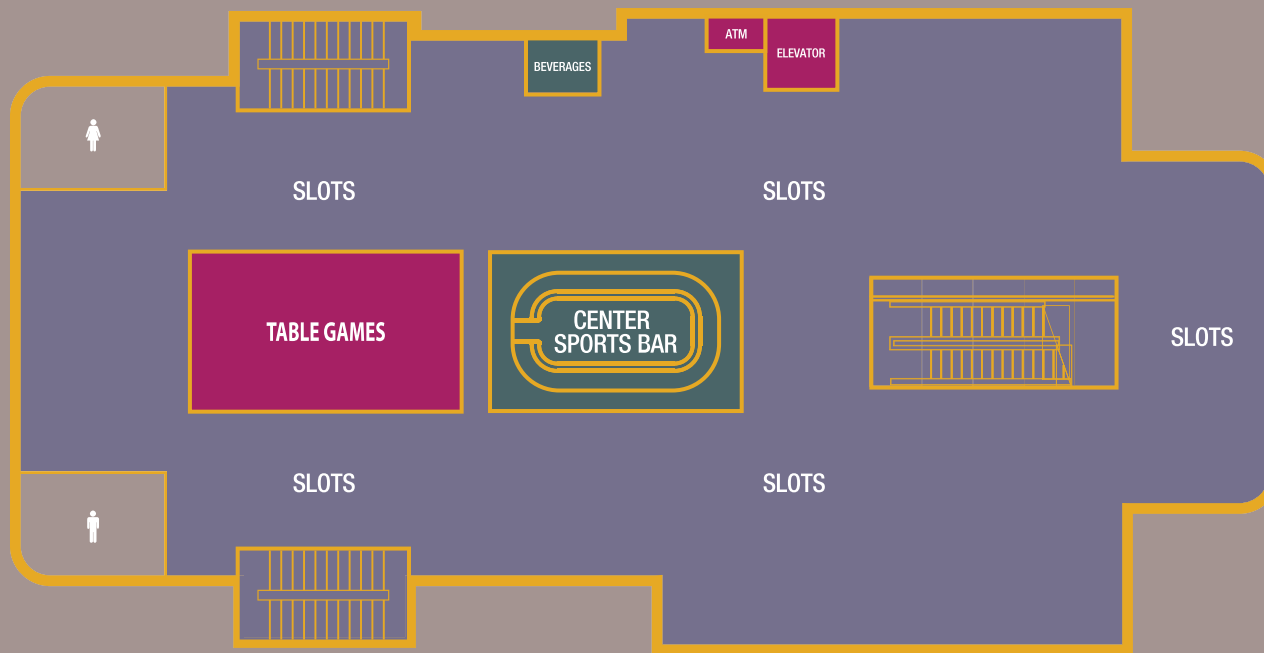 ATM
ELEVATOR
BEVERAGES
SLOTS
SLOTS
TABLE GAMES
CENTER
SPORTS BAR
SLOTS
SLOTS
SLOTS